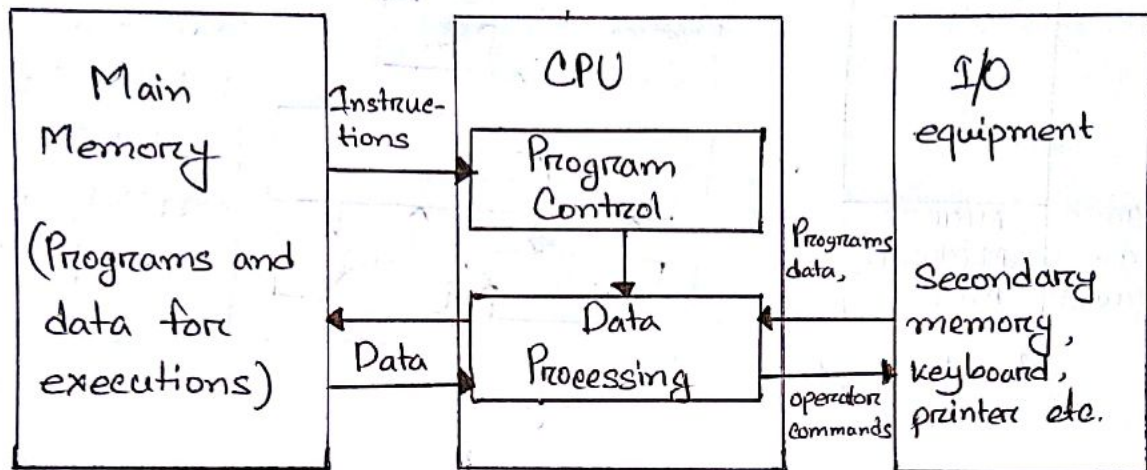 Main
Memory
(Programs and
data for
executions)
Instruc-
tions
Data
CPU
Program
Control.
Data
Processing
Programs
data,
operator
commands
I/O
equipment
Secondary
memory,
keyboard,
printer etc.